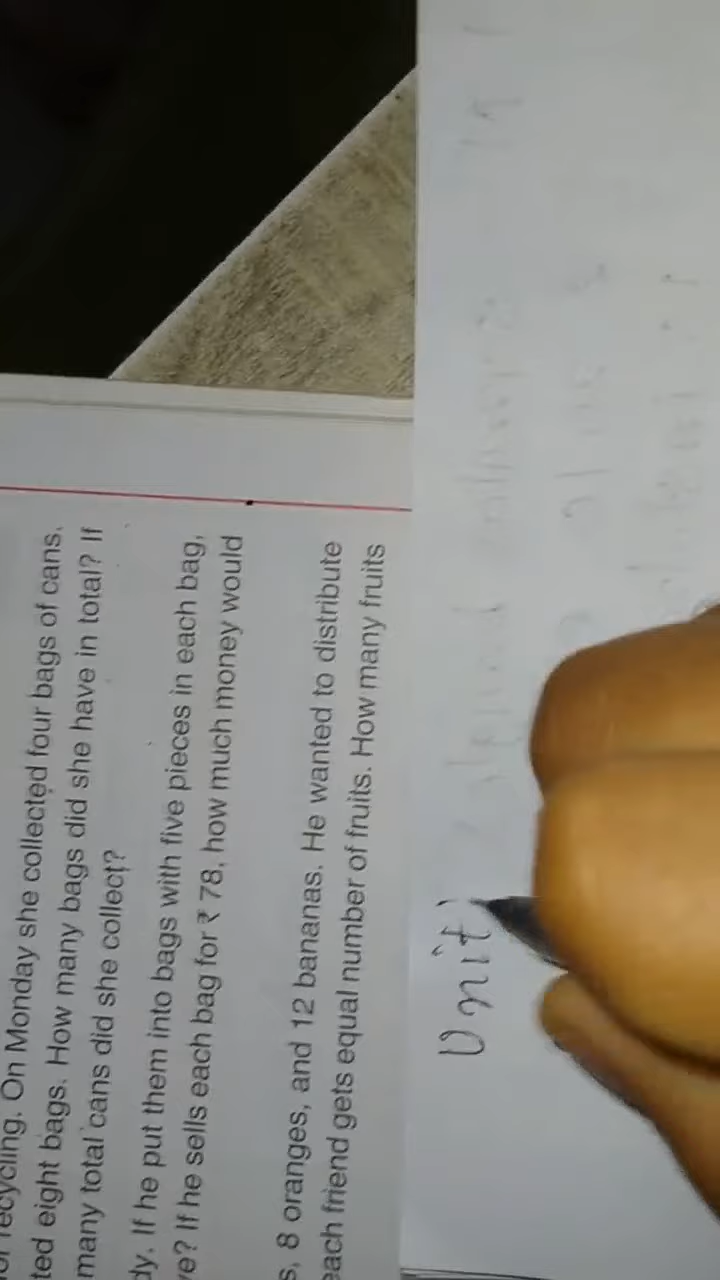 recycling. On Monday she collected four bags of cans.
ted eight bags. How many bags did she have in total? If
many total cans did she collect?
dy. If he put them into bags with five pieces in each bag,
ve? If he sells each bag for ₹ 78, how much money would
s, 8 oranges, and 12 bananas. He wanted to distribute
each friend gets equal number of fruits. How many fruits
Unit